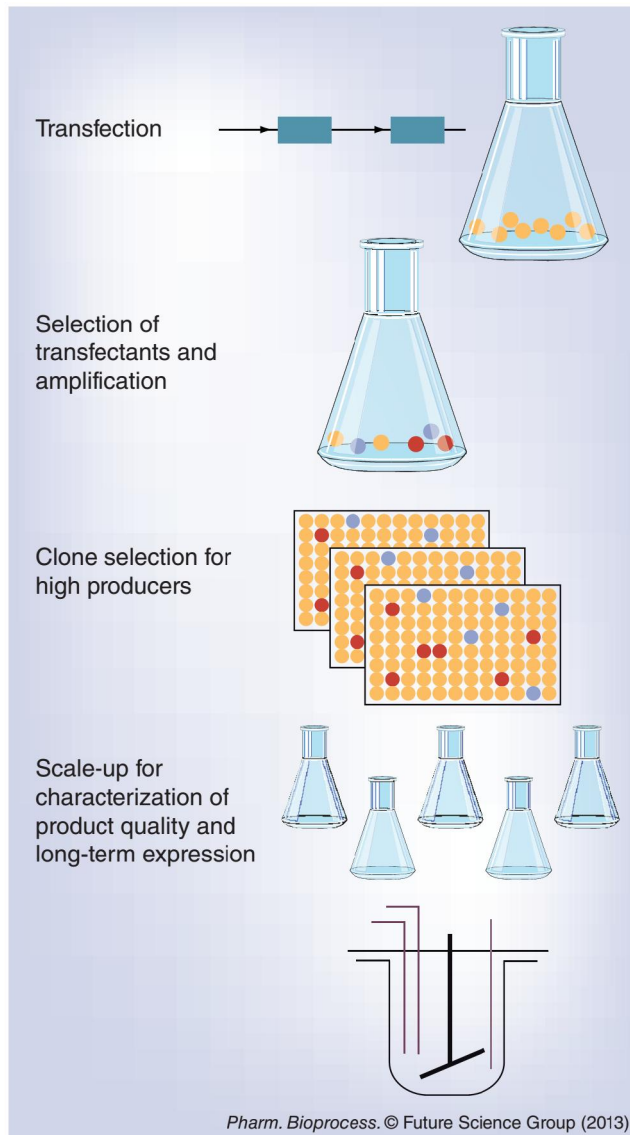 Transfection
Selection of
transfectants and
amplification
Clone selection for
high producers
Scale-up for
characterization of
product quality and
long-term expression
Pharm. Bioprocess. © Future Science Group (2013)